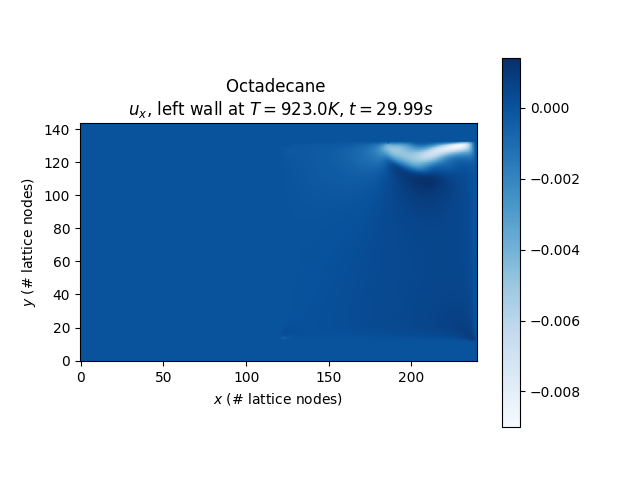 Octadecane
u_x, left wall at T = 923.0K, t = 29.99s
140
120
100
80
60
40
20
0
y (# lattice nodes)
0 50 100 150 200
x (# lattice nodes)
0.000
−0.002
−0.004
−0.006
−0.008